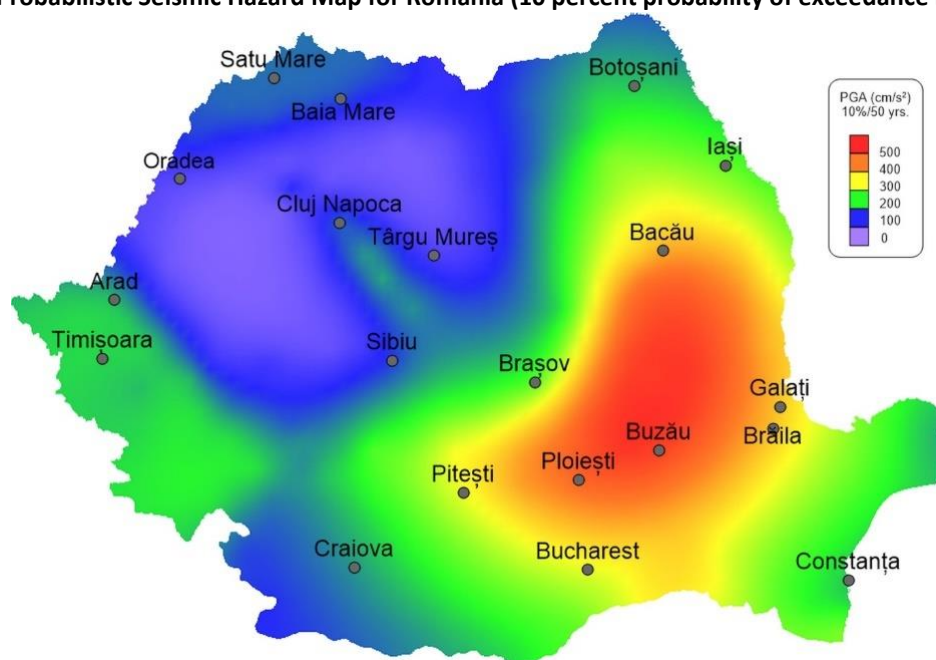 Probabilistic Seismic Hazard Map for Romania (10 percent probability of exceedance
Satu Mare
Botoșani
Baia Mare
PGA (cm/s²)
10%/50 yrs.
500
400
300
200
100
0
Iași
Oradea
Cluj Napoca
Târgu Mureș
Bacău
Arad
Timișoara
Sibiu
Brașov
Galați
Brăila
Buzău
Ploiești
Pitești
Craiova
Bucharest
Constanța